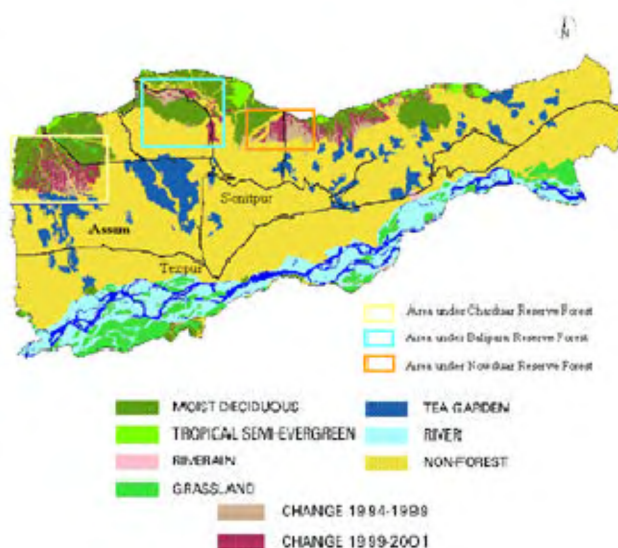 N
Sonitpur
Assam
Tezpur
Area under Charduar Reserve Forest
Area under Balipara Reserve Forest
Area under Nowduar Reserve Forest
MOIST DECIDUOUS
TEA GARDEN
TROPICAL SEMI-EVERGREEN
RIVER
RIVERAIN
NON-FOREST
GRASSLAND
CHANGE 1994-1999
CHANGE 1999-2001